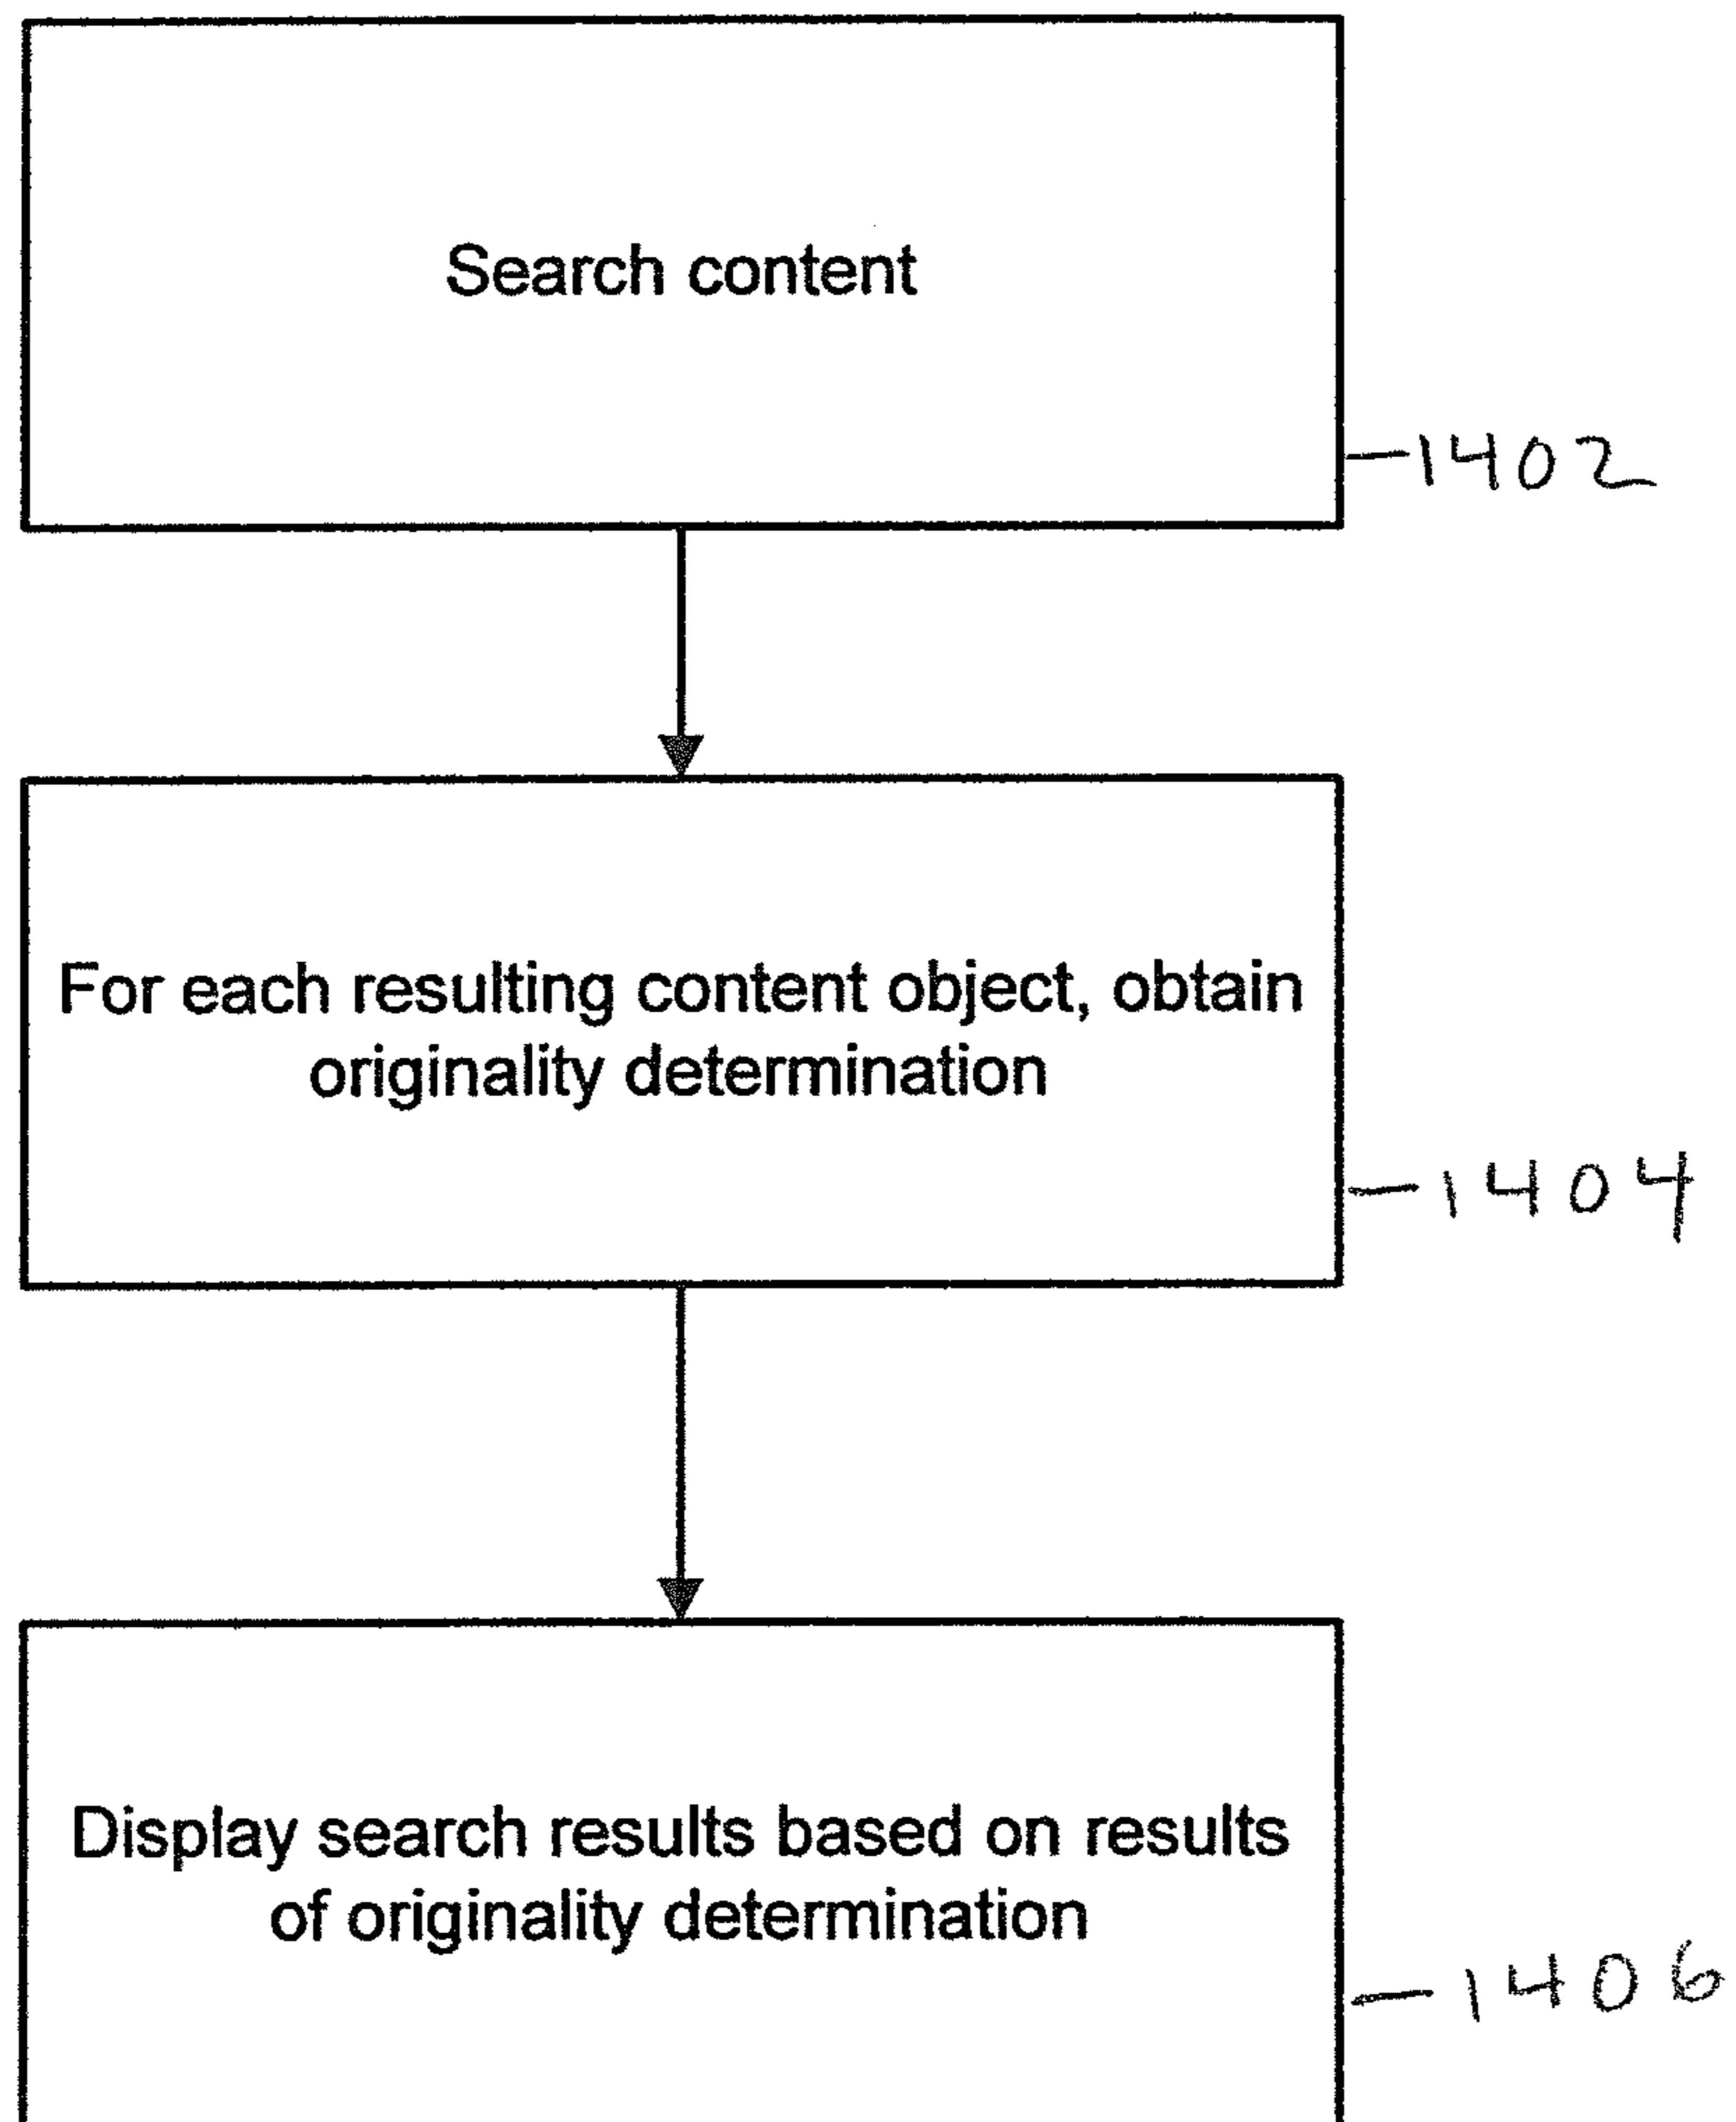 Search content
-1402
For each resulting content object, obtain
originality determination
-1404
Display search results based on results
of originality determination
-1406